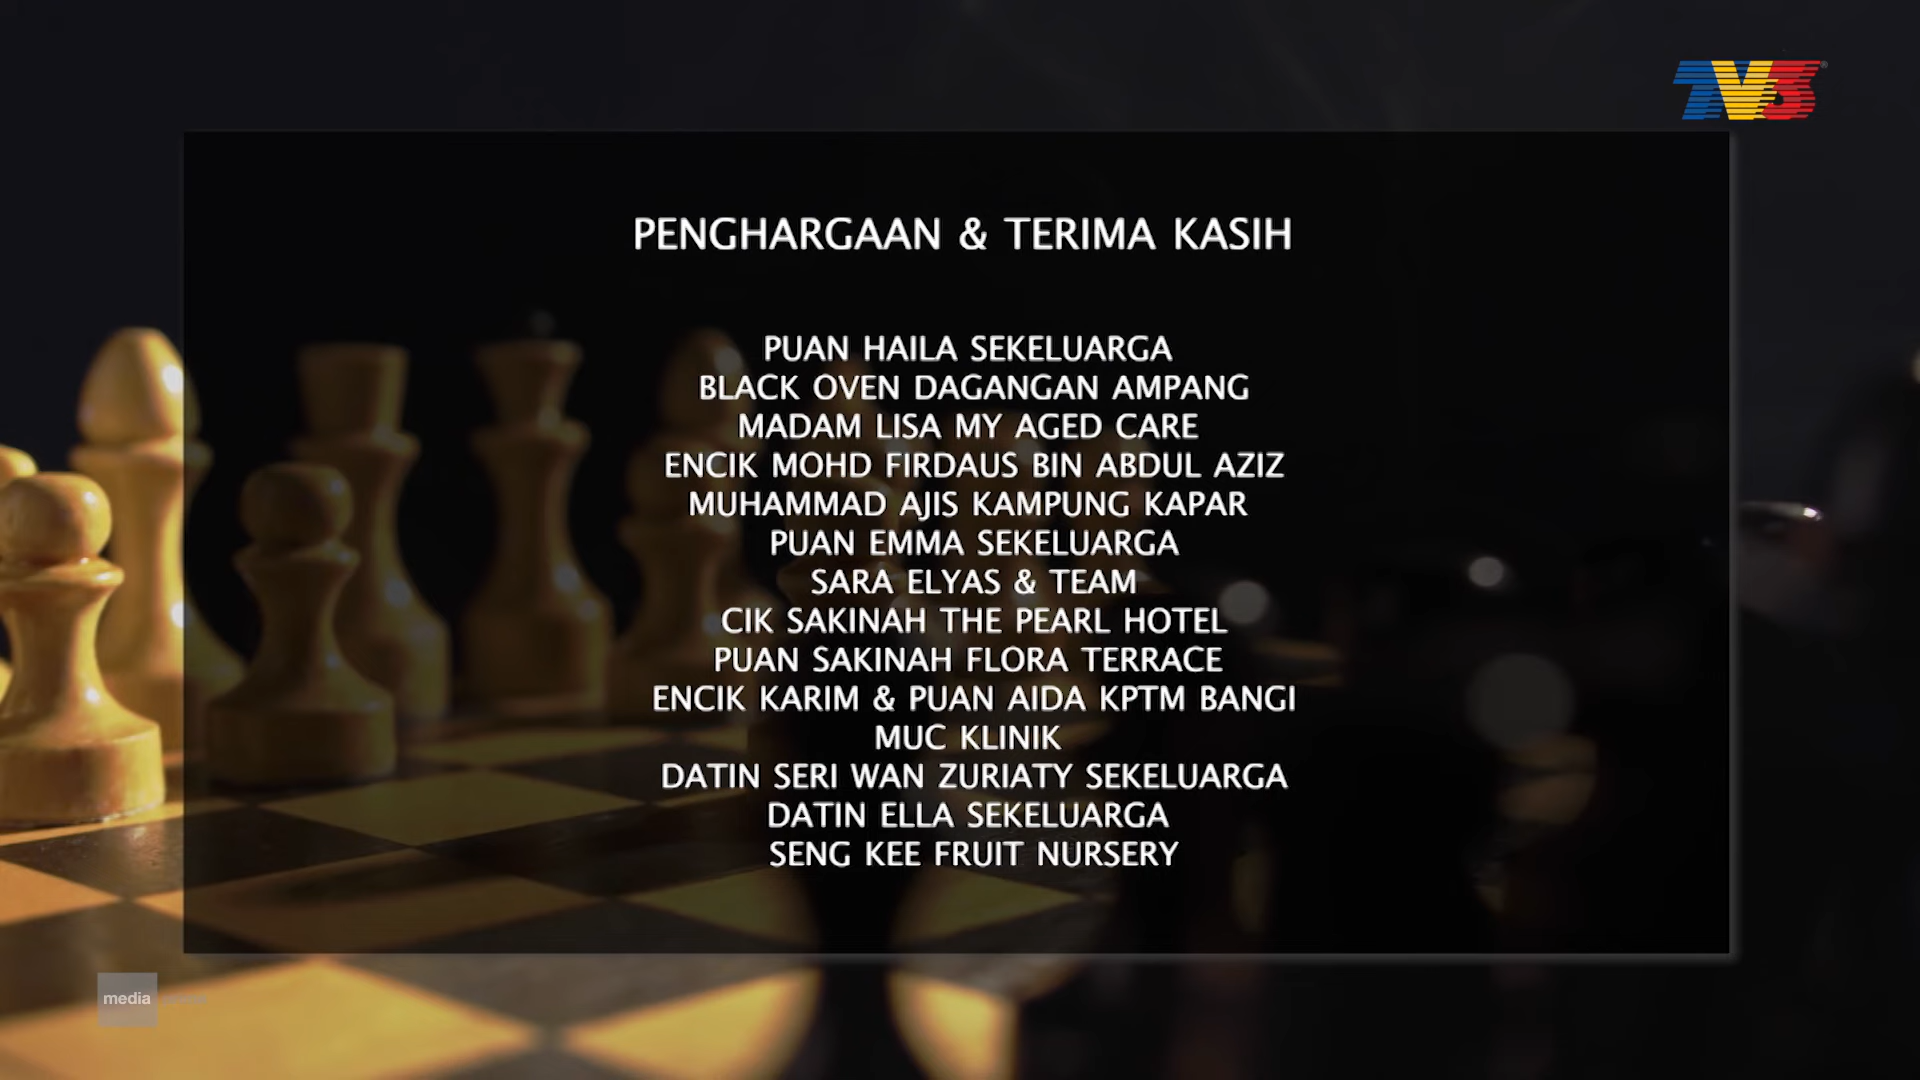 TV3
PENGHARGAAN & TERIMA KASIH
PUAN HAILA SEKELUARGA
BLACK OVEN DAGANGAN AMPANG
MADAM LISA MY AGED CARE
ENCIK MOHD FIRDAUS BIN ABDUL AZIZ
MUHAMMAD AJIS KAMPUNG KAPAR
PUAN EMMA SEKELUARGA
SARA ELYAS & TEAM
CIK SAKINAH THE PEARL HOTEL
PUAN SAKINAH FLORA TERRACE
ENCIK KARIM & PUAN AIDA KPTM BANGI
MUC KLINIK
DATIN SERI WAN ZURIATY SEKELUARGA
DATIN ELLA SEKELUARGA
SENG KEE FRUIT NURSERY
media